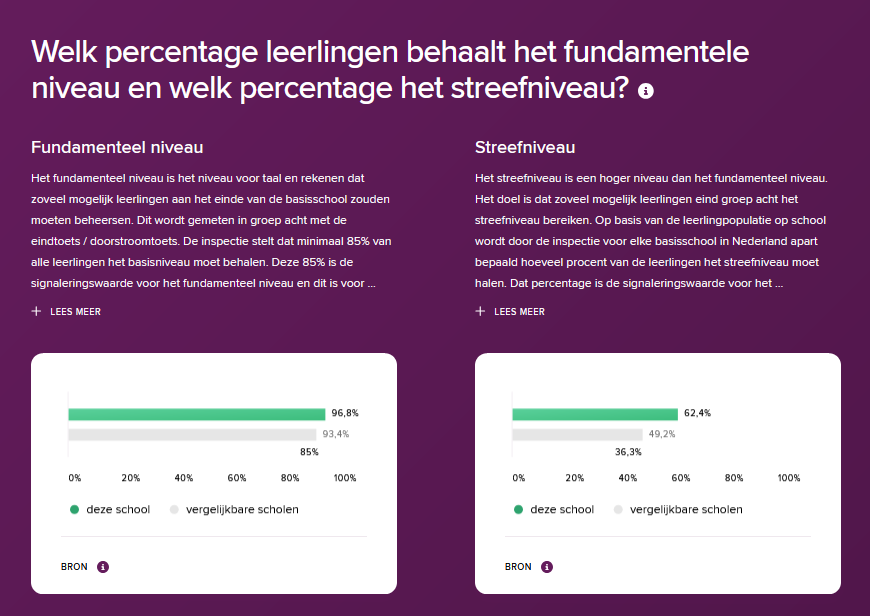 Welk percentage leerlingen behaalt het fundamentele
niveau en welk percentage het streefniveau?
Fundamenteel niveau
Het fundamenteel niveau is het niveau voor taal en rekenen dat
zoveel mogelijk leerlingen aan het einde van de basisschool zouden
moeten beheersen. Dit wordt gemeten in groep acht met de
eindtoets / doorstroomtoets. De inspectie stelt dat minimaal 85% van
alle leerlingen het basisniveau moet behalen. Deze 85% is de
signaleringswaarde voor het fundamenteel niveau en dit is voor ...
+ LEES MEER
96,8%
93,4%
85%
0% 20% 40% 60% 80% 100%
deze school vergelijkbare scholen
BRON
Streefniveau
Het streefniveau is een hoger niveau dan het fundamenteel niveau.
Het doel is dat zoveel mogelijk leerlingen eind groep acht het
streefniveau bereiken. Op basis van de leerlingpopulatie op school
wordt door de inspectie voor elke basisschool in Nederland apart
bepaald hoeveel procent van de leerlingen het streefniveau moet
halen. Dat percentage is de signaleringswaarde voor het ...
+ LEES MEER
62,4%
49,2%
36,3%
0% 20% 40% 60% 80% 100%
deze school vergelijkbare scholen
BRON